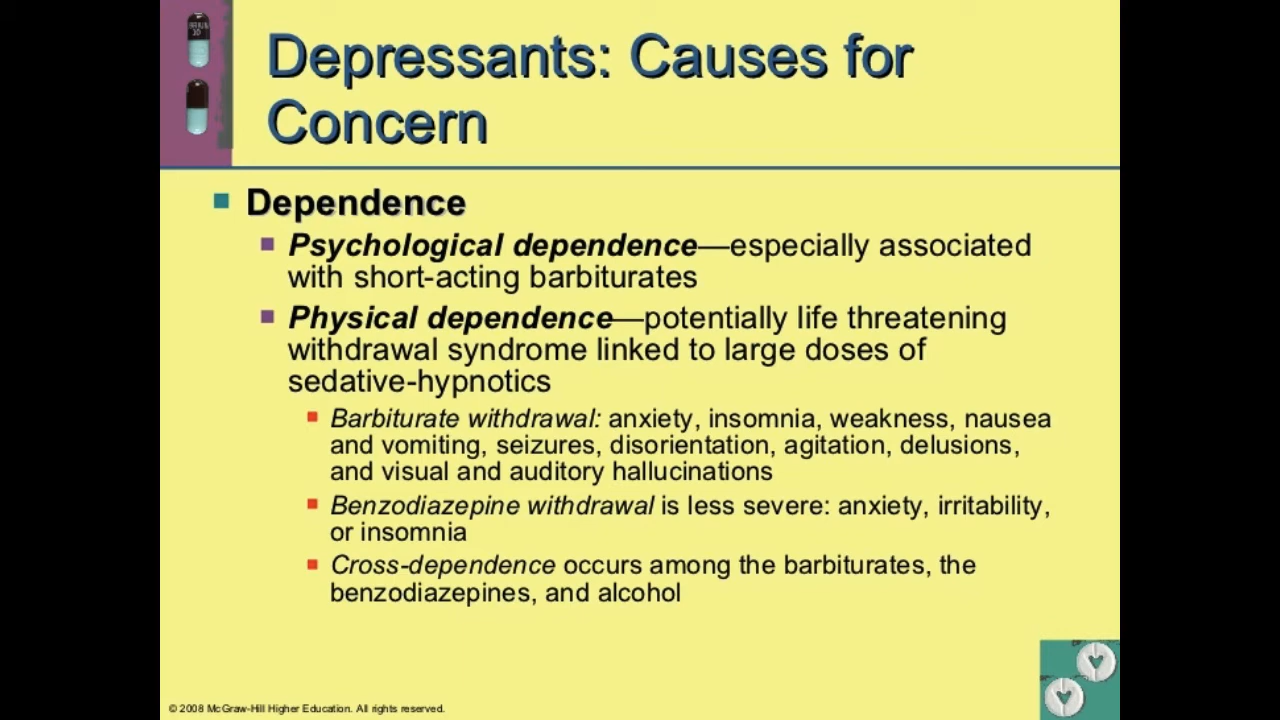 Depressants: Causes for
Concern
Dependence
Psychological dependence—especially associated
with short-acting barbiturates
Physical dependence—potentially life threatening
withdrawal syndrome linked to large doses of
sedative-hypnotics
Barbiturate withdrawal: anxiety, insomnia, weakness, nausea
and vomiting, seizures, disorientation, agitation, delusions,
and visual and auditory hallucinations
Benzodiazepine withdrawal is less severe: anxiety, irritability,
or insomnia
Cross-dependence occurs among the barbiturates, the
benzodiazepines, and alcohol
© 2008 McGraw-Hill Higher Education. All rights reserved.